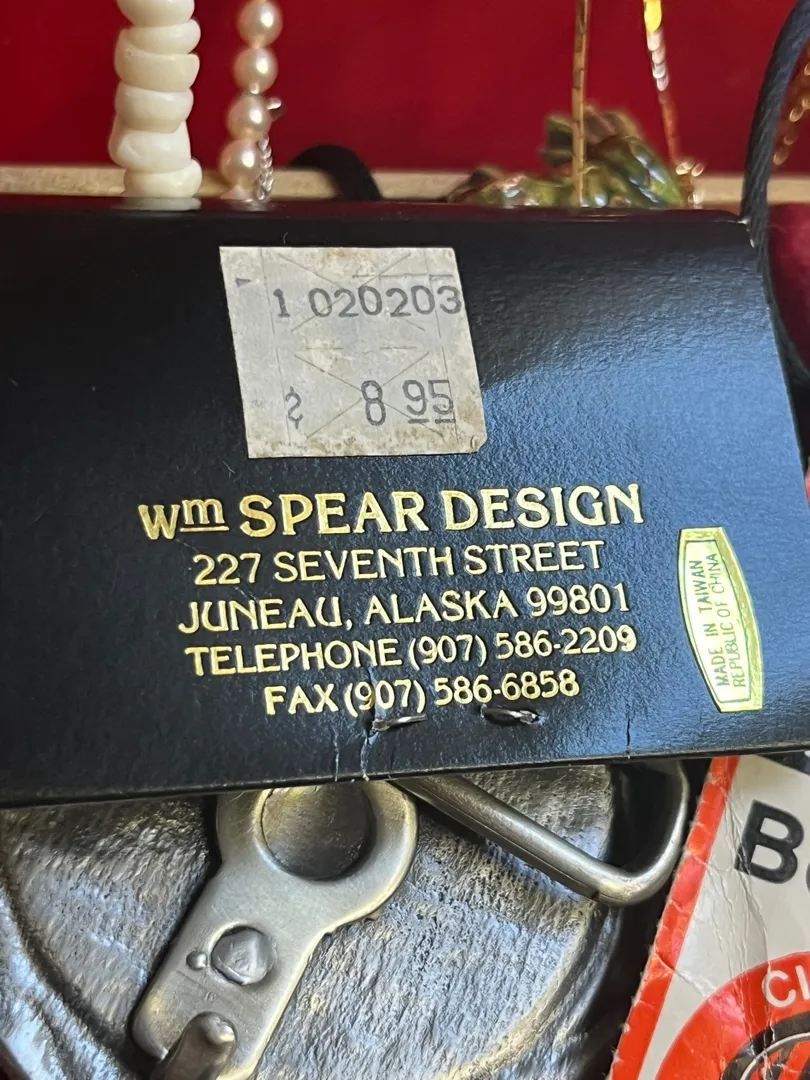 1 020203
$ 8 95
Wm SPEAR DESIGN
227 SEVENTH STREET
JUNEAU, ALASKA 99801
TELEPHONE (907) 586-2209
FAX (907) 586-6858
MADE IN TAIWAN
REPUBLIC OF CHINA